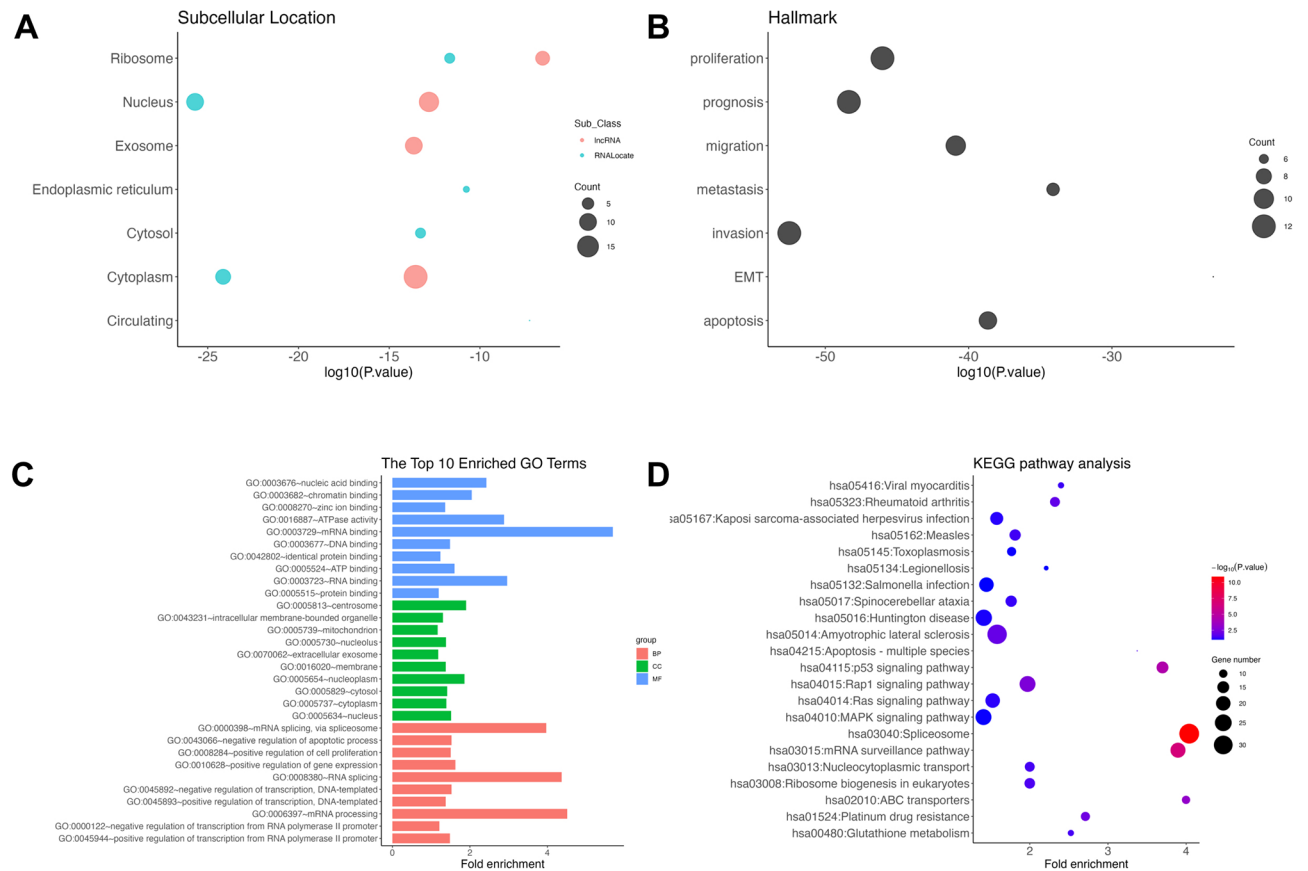 A
Subcellular Location
Ribosome
Nucleus
Exosome
Endoplasmic reticulum
Cytosol
Cytoplasm
Circulating
-25
-20
-15
-10
log10(P.value)
Sub_Class
lncRNA
RNALocate
Count
5
10
15
B
Hallmark
proliferation
prognosis
migration
metastasis
invasion
EMT
apoptosis
-50
-40
-30
log10(P.value)
Count
6
8
10
12
C
The Top 10 Enriched GO Terms
GO:0003676~nucleic acid binding
GO:0003682~chromatin binding
GO:0008270~zinc ion binding
GO:0016887~ATPase activity
GO:0003729~mRNA binding
GO:0003677~DNA binding
GO:0042802~identical protein binding
GO:0005524~ATP binding
GO:0003723~RNA binding
GO:0005515~protein binding
GO:0005813~centrosome
GO:0043231~intracellular membrane-bounded organelle
GO:0005739~mitochondrion
GO:0005730~nucleolus
GO:0070062~extracellular exosome
GO:0016020~membrane
GO:0005654~nucleoplasm
GO:0005829~cytosol
GO:0005737~cytoplasm
GO:0005634~nucleus
GO:0000398~mRNA splicing, via spliceosome
GO:0043066~negative regulation of apoptotic process
GO:0008284~positive regulation of cell proliferation
GO:0010628~positive regulation of gene expression
GO:0008380~RNA splicing
GO:0045892~negative regulation of transcription, DNA-templated
GO:0045893~positive regulation of transcription, DNA-templated
GO:0006397~mRNA processing
GO:0000122~negative regulation of transcription from RNA polymerase II promoter
GO:0045944~positive regulation of transcription from RNA polymerase II promoter
0
2
4
Fold enrichment
group
BP
CC
MF
D
KEGG pathway analysis
hsa05416:Viral myocarditis
hsa05323:Rheumatoid arthritis
sa05167:Kaposi sarcoma-associated herpesvirus infection
hsa05162:Measles
hsa05145:Toxoplasmosis
hsa05134:Legionellosis
hsa05132:Salmonella infection
hsa05017:Spinocerebellar ataxia
hsa05016:Huntington disease
hsa05014:Amyotrophic lateral sclerosis
hsa04215:Apoptosis - multiple species
hsa04115:p53 signaling pathway
hsa04015:Rap1 signaling pathway
hsa04014:Ras signaling pathway
hsa04010:MAPK signaling pathway
hsa03040:Spliceosome
hsa03015:mRNA surveillance pathway
hsa03013:Nucleocytoplasmic transport
hsa03008:Ribosome biogenesis in eukaryotes
hsa02010:ABC transporters
hsa01524:Platinum drug resistance
hsa00480:Glutathione metabolism
2
3
4
Fold enrichment
−log₁₀(P.value)
10.0
7.5
5.0
2.5
Gene number
10
15
20
25
30